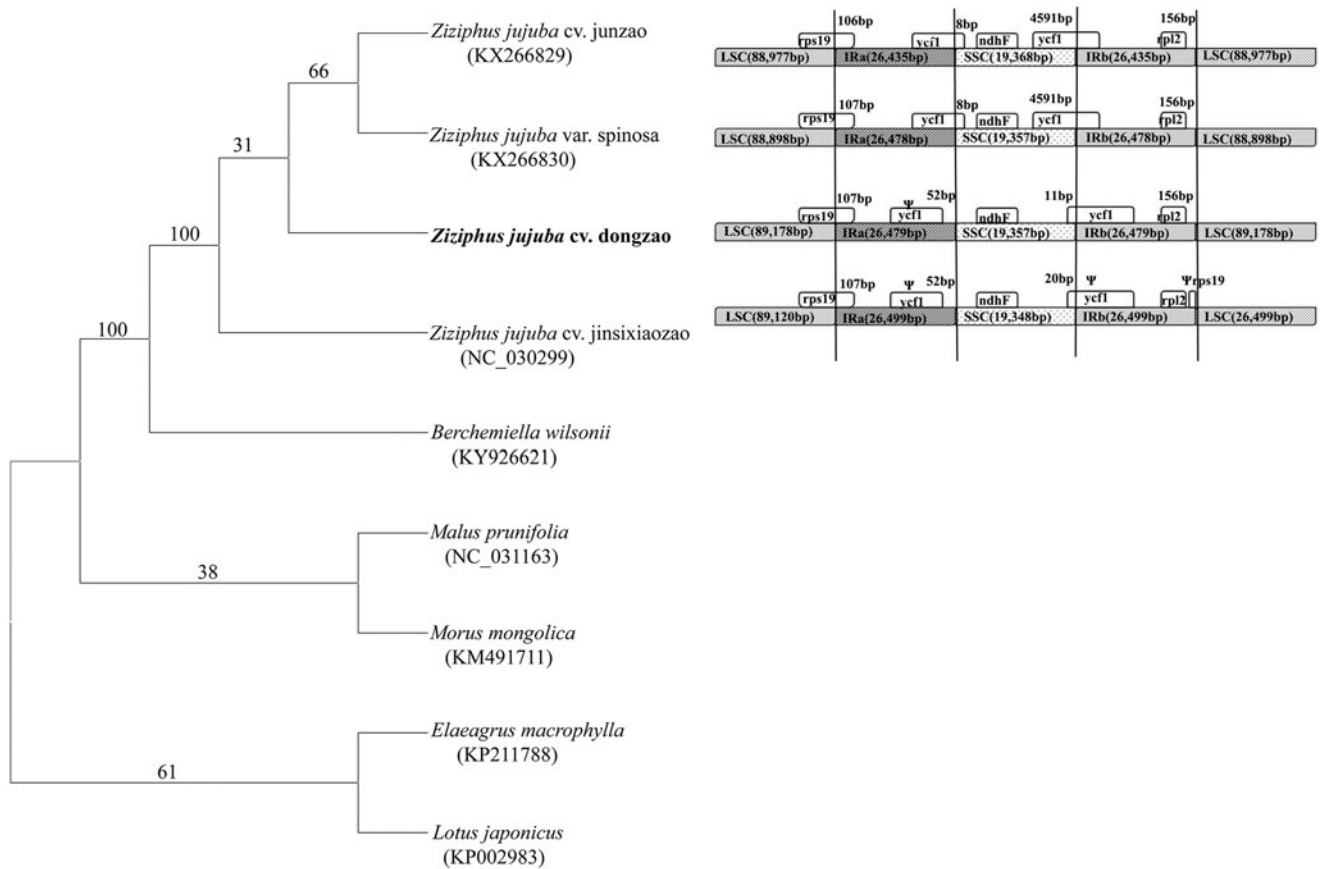 Ziziphus jujuba cv. junzao
(KX266829)
66
Ziziphus jujuba var. spinosa
(KX266830)
31
Ziziphus jujuba cv. dongzao
100
Ziziphus jujuba cv. jinsixiaozao
(NC_030299)
100
Berchemiella wilsonii
(KY926621)
Malus prunifolia
(NC_031163)
38
Morus mongolica
(KM491711)
Elaeagrus macrophylla
(KP211788)
61
Lotus japonicus
(KP002983)
106bp 8bp 4591bp 156bp
rps19 ycf1 ndhF ycf1 rpl2
LSC(88,977bp) IRa(26,435bp) SSC(19,368bp) IRb(26,435bp) LSC(88,977bp)
107bp 8bp 4591bp 156bp
rps19 ycf1 ndhF ycf1 rpl2
LSC(88,898bp) IRa(26,478bp) SSC(19,357bp) IRb(26,478bp) LSC(88,898bp)
107bp Ψ 52bp 11bp 156bp
rps19 ycf1 ndhF ycf1 rpl2
LSC(89,178bp) IRa(26,479bp) SSC(19,357bp) IRb(26,479bp) LSC(89,178bp)
107bp Ψ 52bp 20bp Ψ Ψrps19
rps19 ycf1 ndhF ycf1 rpl2
LSC(89,120bp) IRa(26,499bp) SSC(19,348bp) IRb(26,499bp) LSC(26,499bp)